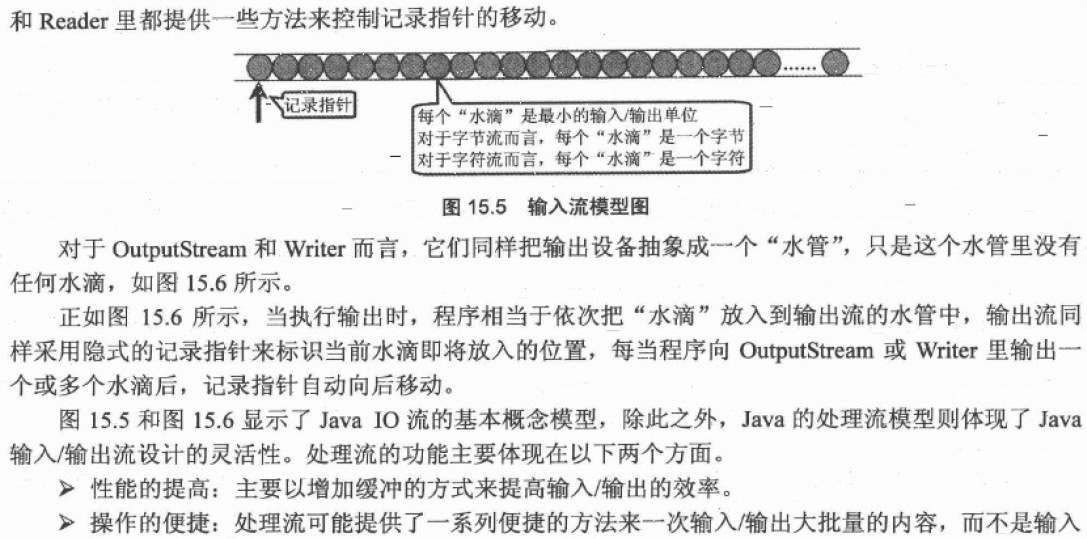 和 Reader 里都提供一些方法来控制记录指针的移动。
......
记录指针
每个“水滴”是最小的输入/输出单位
对于字节流而言，每个“水滴”是一个字节
对于字符流而言，每个“水滴”是一个字符
图 15.5 输入流模型图
对于 OutputStream 和 Writer 而言，它们同样把输出设备抽象成一个“水管”，只是这个水管里没有
任何水滴，如图 15.6 所示。
正如图 15.6 所示，当执行输出时，程序相当于依次把“水滴”放入到输出流的水管中，输出流同
样采用隐式的记录指针来标识当前水滴即将放入的位置，每当程序向 OutputStream 或 Writer 里输出一
个或多个水滴后，记录指针自动向后移动。
图 15.5 和图 15.6 显示了 Java IO 流的基本概念模型，除此之外，Java 的处理流模型则体现了 Java
输入/输出流设计的灵活性。处理流的功能主要体现在以下两个方面。
➢ 性能的提高：主要以增加缓冲的方式来提高输入/输出的效率。
➢ 操作的便捷：处理流可能提供了一系列便捷的方法来一次输入/输出大批量的内容，而不是输入